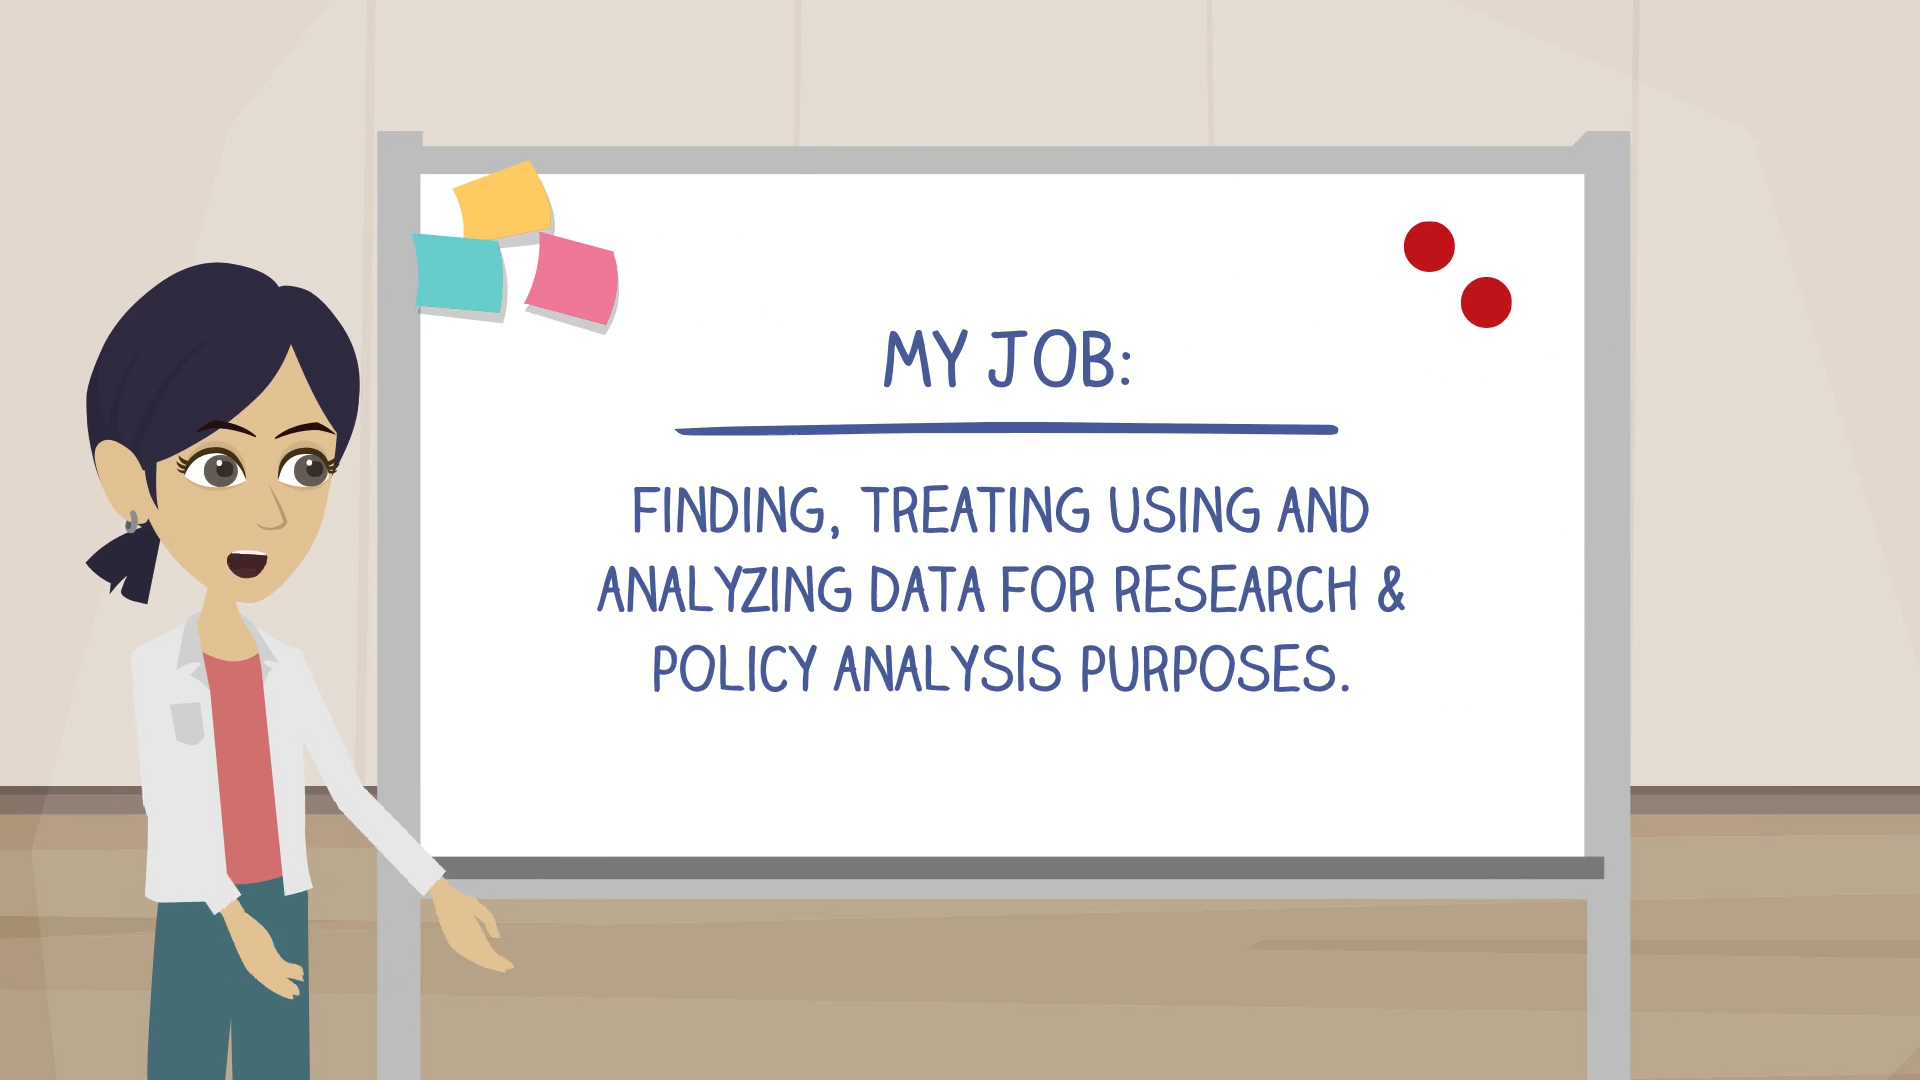 MY JOB:
FINDING, TREATING USING AND
ANALYZING DATA FOR RESEARCH &
POLICY ANALYSIS PURPOSES.